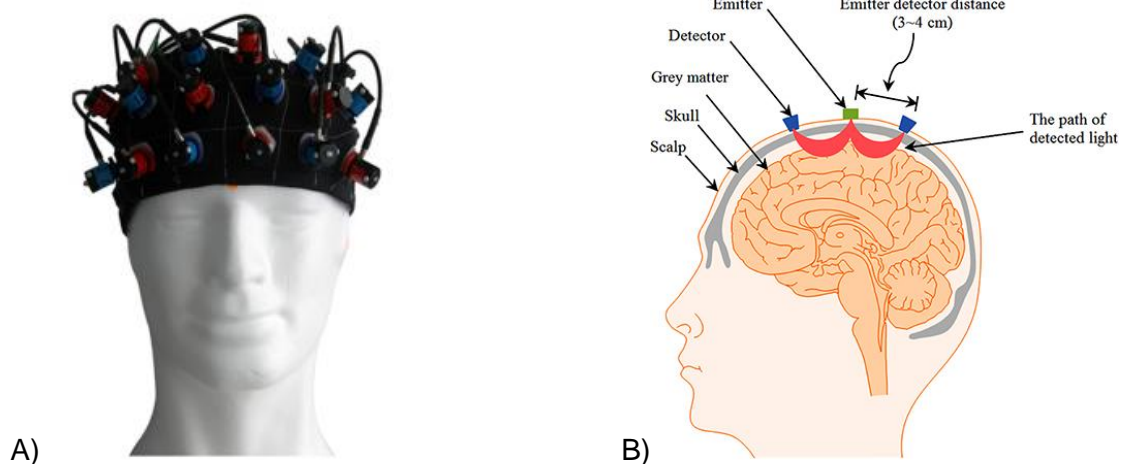 Emitter
Emitter detector distance
(3~4 cm)
Detector
Grey matter
Skull
Scalp
The path of
detected light
A)
B)